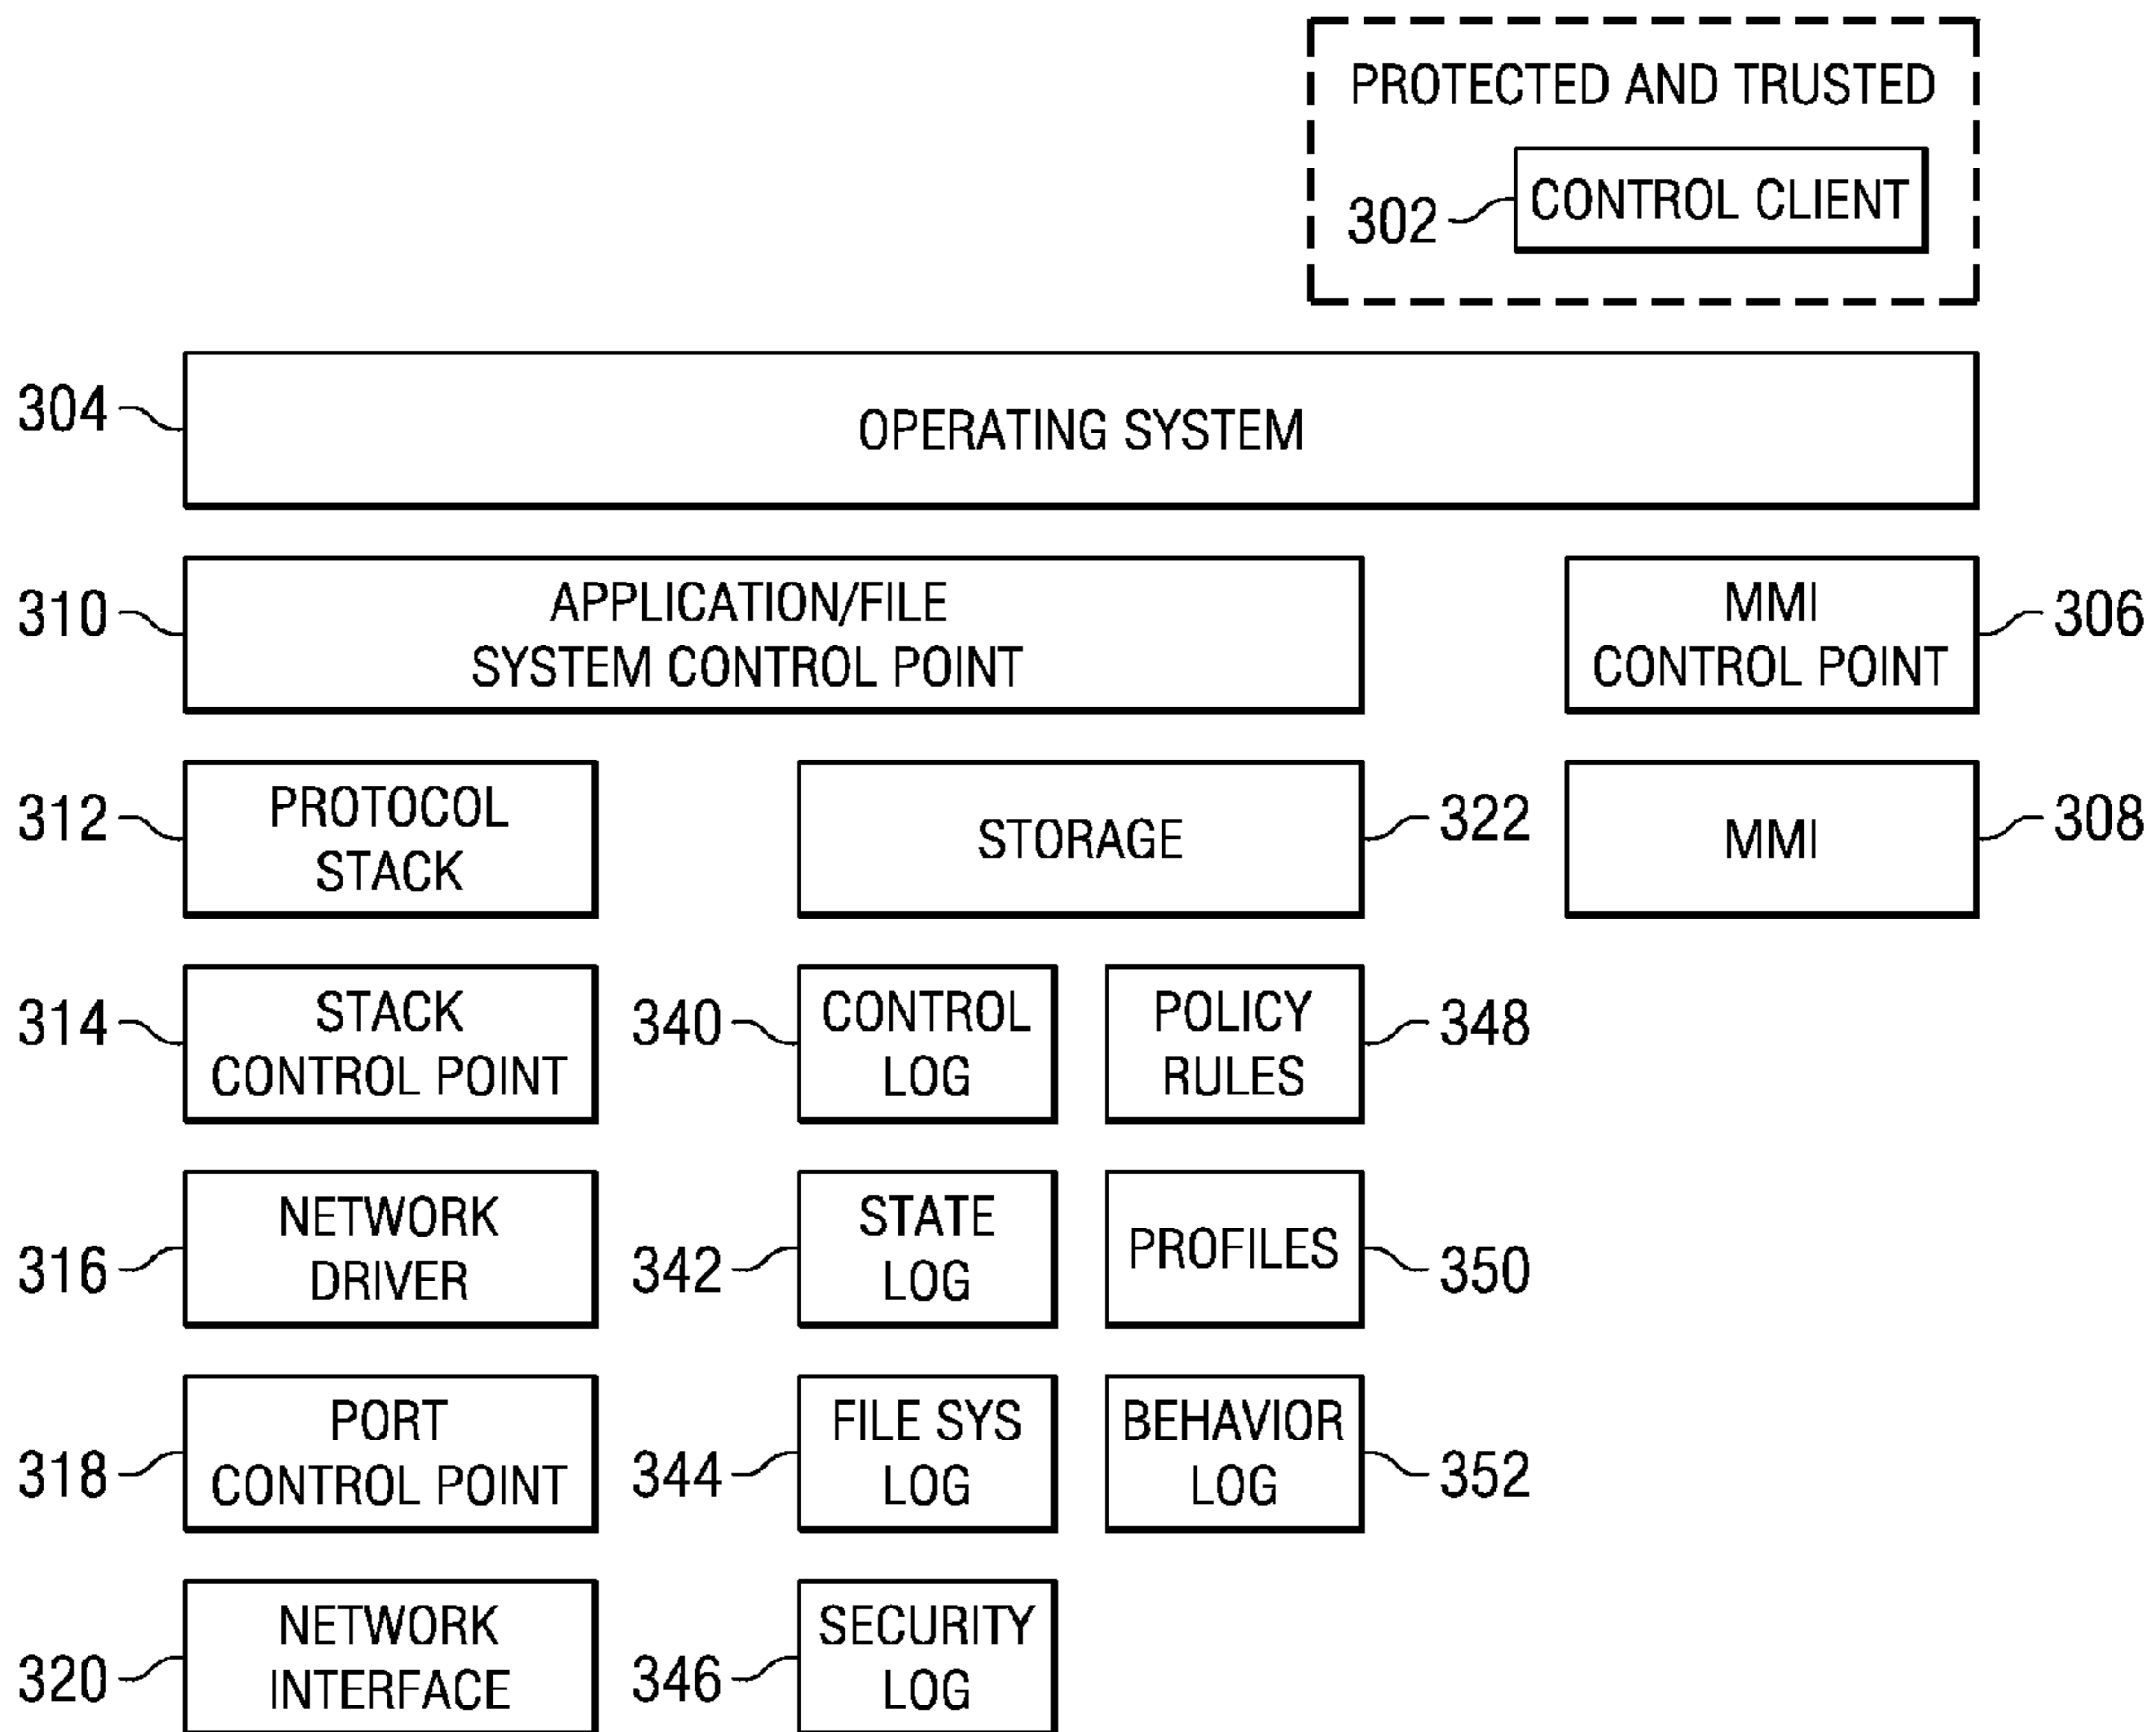 PROTECTED AND TRUSTED
302
CONTROL CLIENT
304
OPERATING SYSTEM
310
APPLICATION/FILE
SYSTEM CONTROL POINT
MMI
CONTROL POINT
306
312
PROTOCOL
STACK
STORAGE
322
MMI
308
314
STACK
CONTROL POINT
340
CONTROL
LOG
POLICY
RULES
348
316
NETWORK
DRIVER
342
STATE
LOG
PROFILES
350
318
PORT
CONTROL POINT
344
FILE SYS
LOG
BEHAVIOR
LOG
352
320
NETWORK
INTERFACE
346
SECURITY
LOG